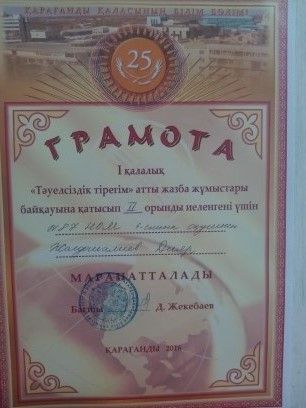 ҚАРАҒАНДЫ ҚАЛАСЫНЫҢ БІЛІМ БӨЛІМІ
25
ГРАМОТА
І қалалық
«Тәуелсіздік тірегім» атты жазба жұмыстары
байқауына қатысып II орынды иеленгені үшін
№87
МАРАПАТТАЛАДЫ
Басшы Д. Жекебаев
ҚАРАҒАНДЫ 2016